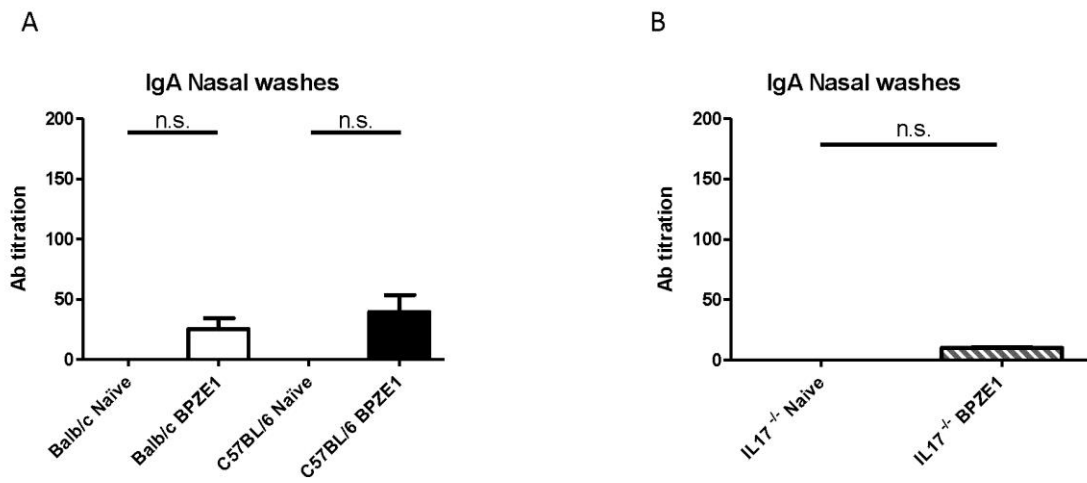 A
IgA Nasal washes
Ab titration
200
150
100
50
0
n.s.
n.s.
Balb/c Naïve
Balb/c BPZE1
C57BL/6 Naïve
C57BL/6 BPZE1
B
IgA Nasal washes
Ab titration
200
150
100
50
0
n.s.
IL17 -/- Naïve
IL17 -/- BPZE1